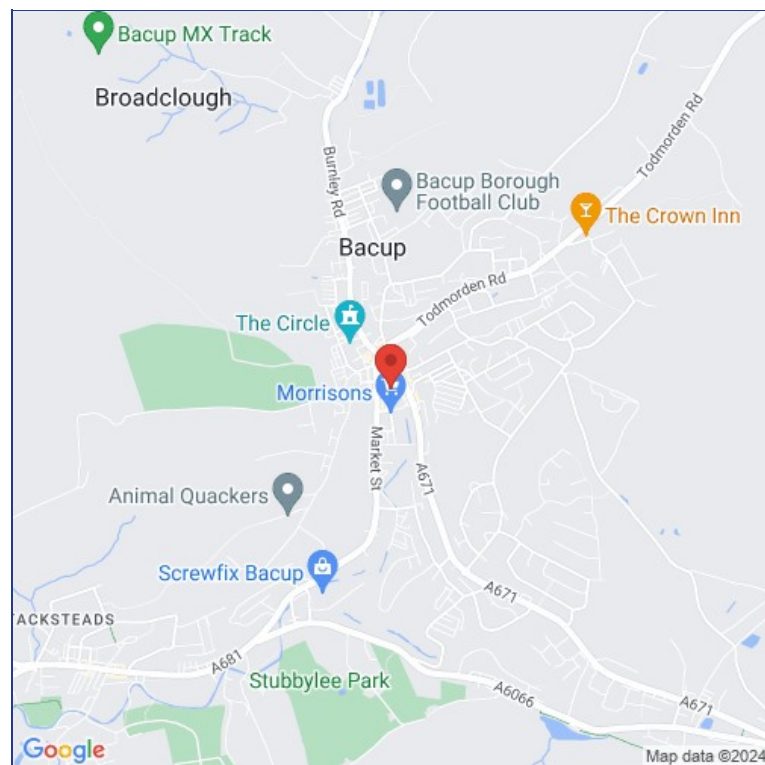 Bacup MX Track
Broadclough
Burnley Rd
Todmorden Rd
Bacup Borough
Football Club
The Crown Inn
Bacup
Todmorden Rd
The Circle
Morrisons
Market St
A671
Animal Quackers
Screwfix Bacup
A671
TACKSTEADS
A681
Stubbylee Park
A6066
A671
Google
Map data ©2024